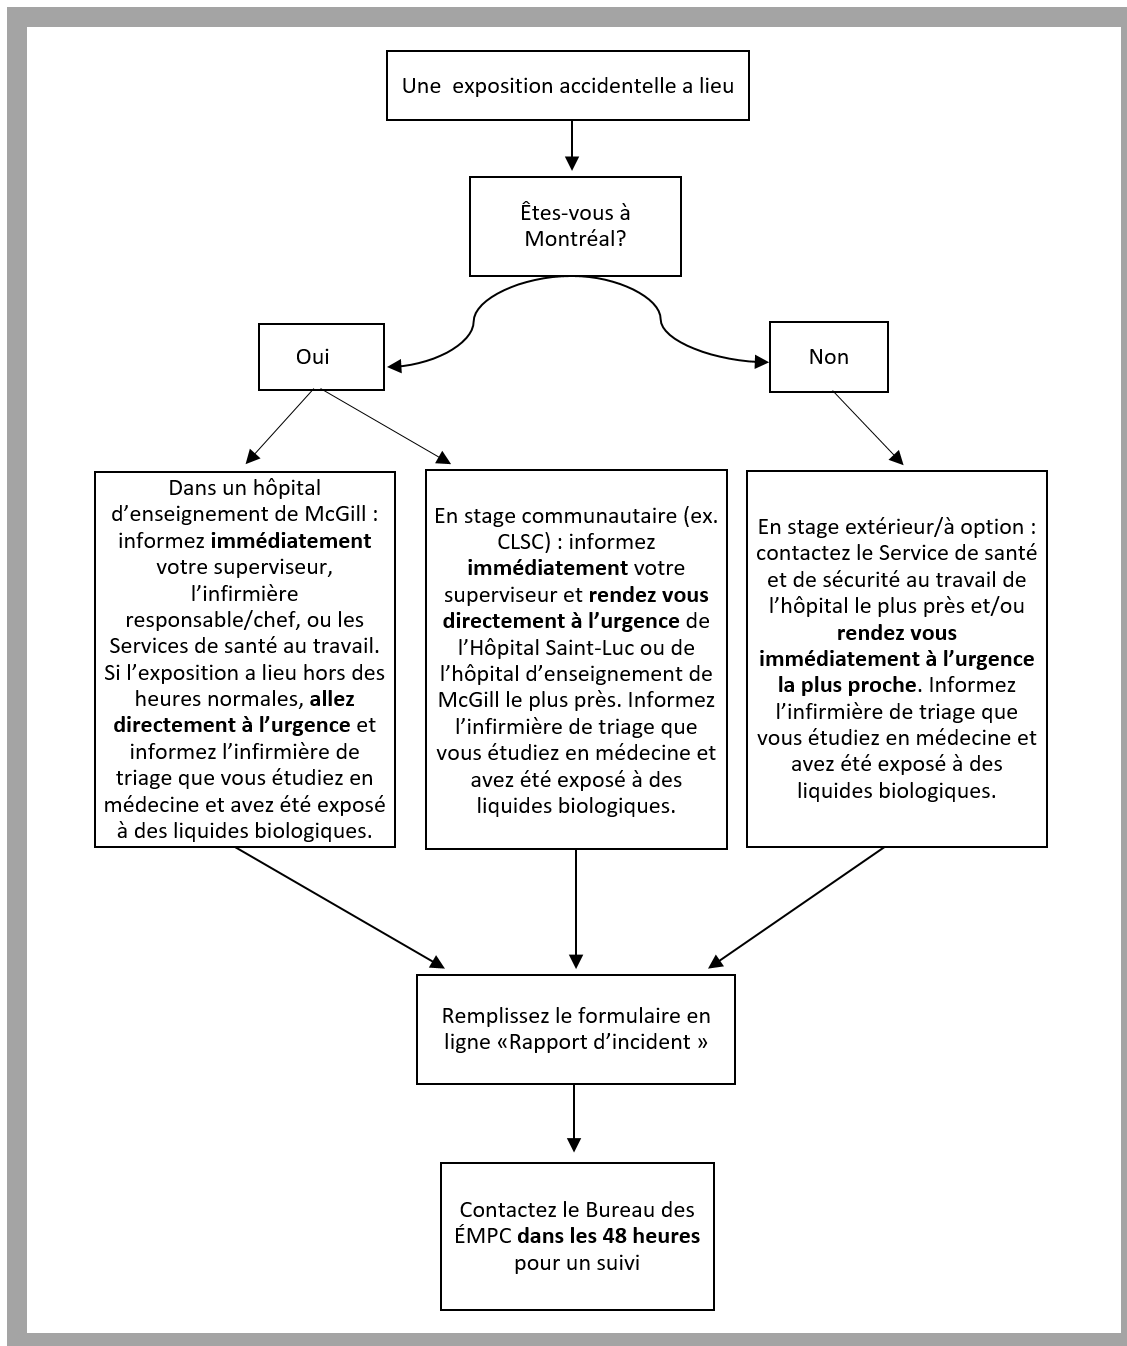 Une  exposition accidentelle a lieu
Êtes-vous à
Montréal?
Oui
Non
Dans un hôpital
d’enseignement de McGill :
informez immédiatement
votre superviseur,
l’infirmière
responsable/chef, ou les
Services de santé au travail.
Si l’exposition a lieu hors des
heures normales, allez
directement à l’urgence et
informez l’infirmière de
triage que vous étudiez en
médecine et avez été exposé
à des liquides biologiques.
En stage communautaire (ex.
CLSC) : informez
immédiatement votre
superviseur et rendez vous
directement à l’urgence de
l’Hôpital Saint-Luc ou de
l’hôpital d’enseignement de
McGill le plus près. Informez
l’infirmière de triage que
vous étudiez en médecine et
avez été exposé à des
liquides biologiques.
En stage extérieur/à option :
contactez le Service de santé
et de sécurité au travail de
l’hôpital le plus près et/ou
rendez vous
immédiatement à l’urgence
la plus proche. Informez
l’infirmière de triage que
vous étudiez en médecine et
avez été exposé à des
liquides biologiques.
Remplissez le formulaire en
ligne «Rapport d’incident »
Contactez le Bureau des
ÉMPC dans les 48 heures
pour un suivi